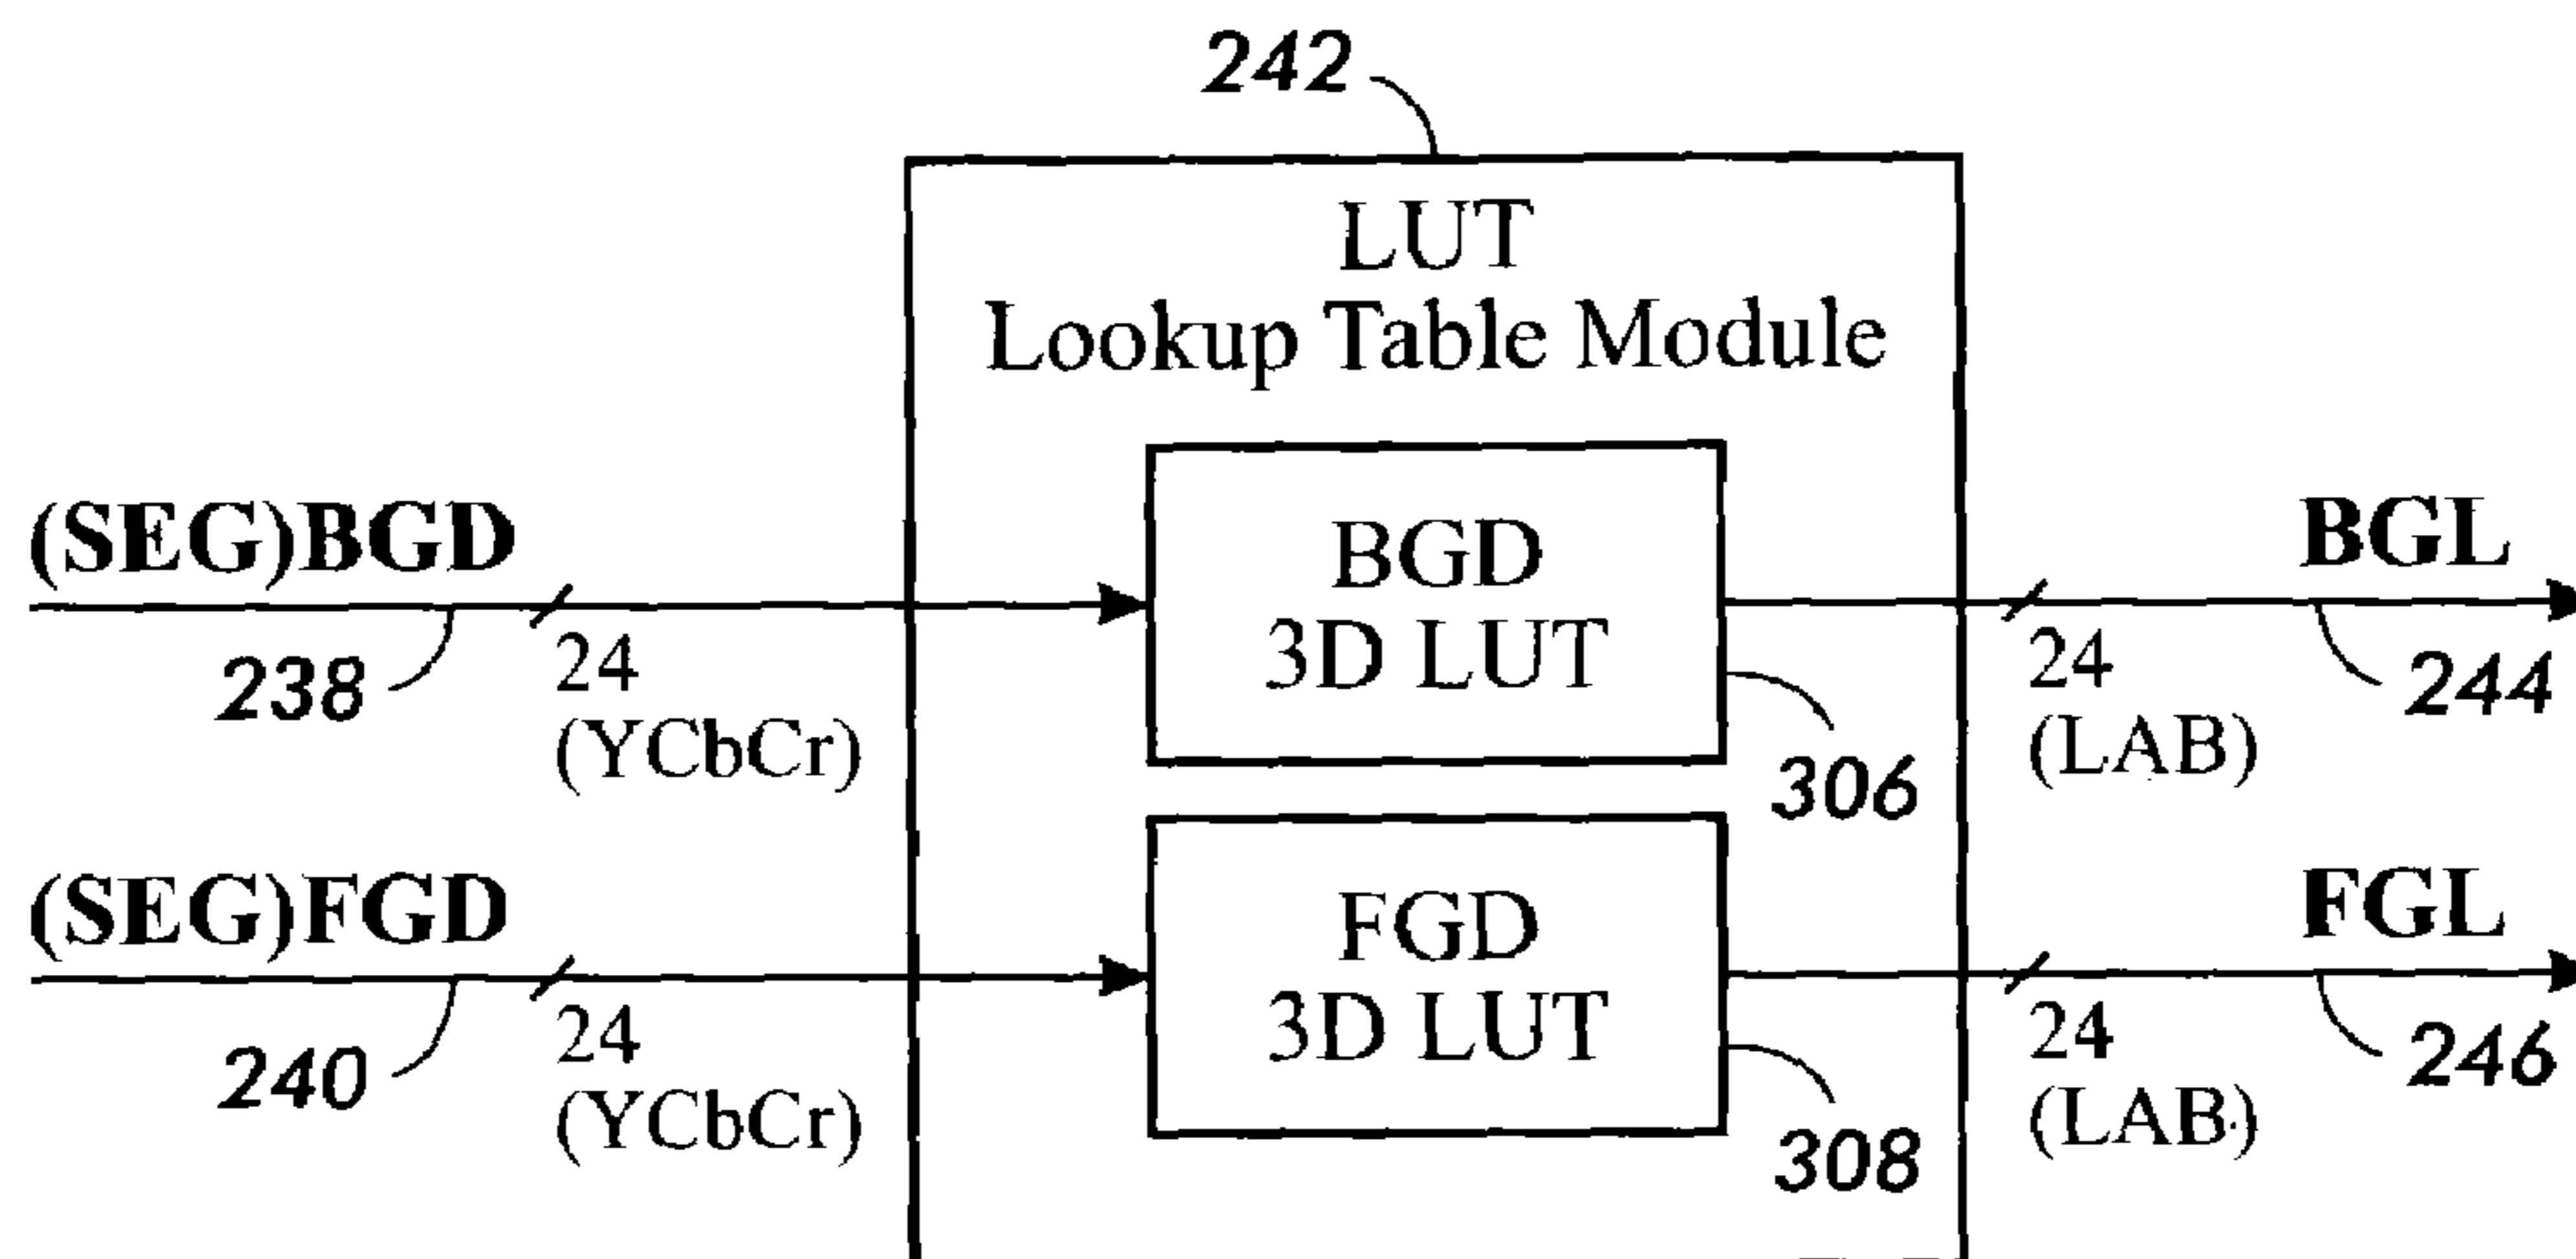 242
LUT
Lookup Table Module
(SEG)BGD
238
24
(YCbCr)
BGD
3D LUT
306
BGL
24
(LAB)
244
(SEG)FGD
240
24
(YCbCr)
FGD
3D LUT
308
FGL
24
(LAB)
246